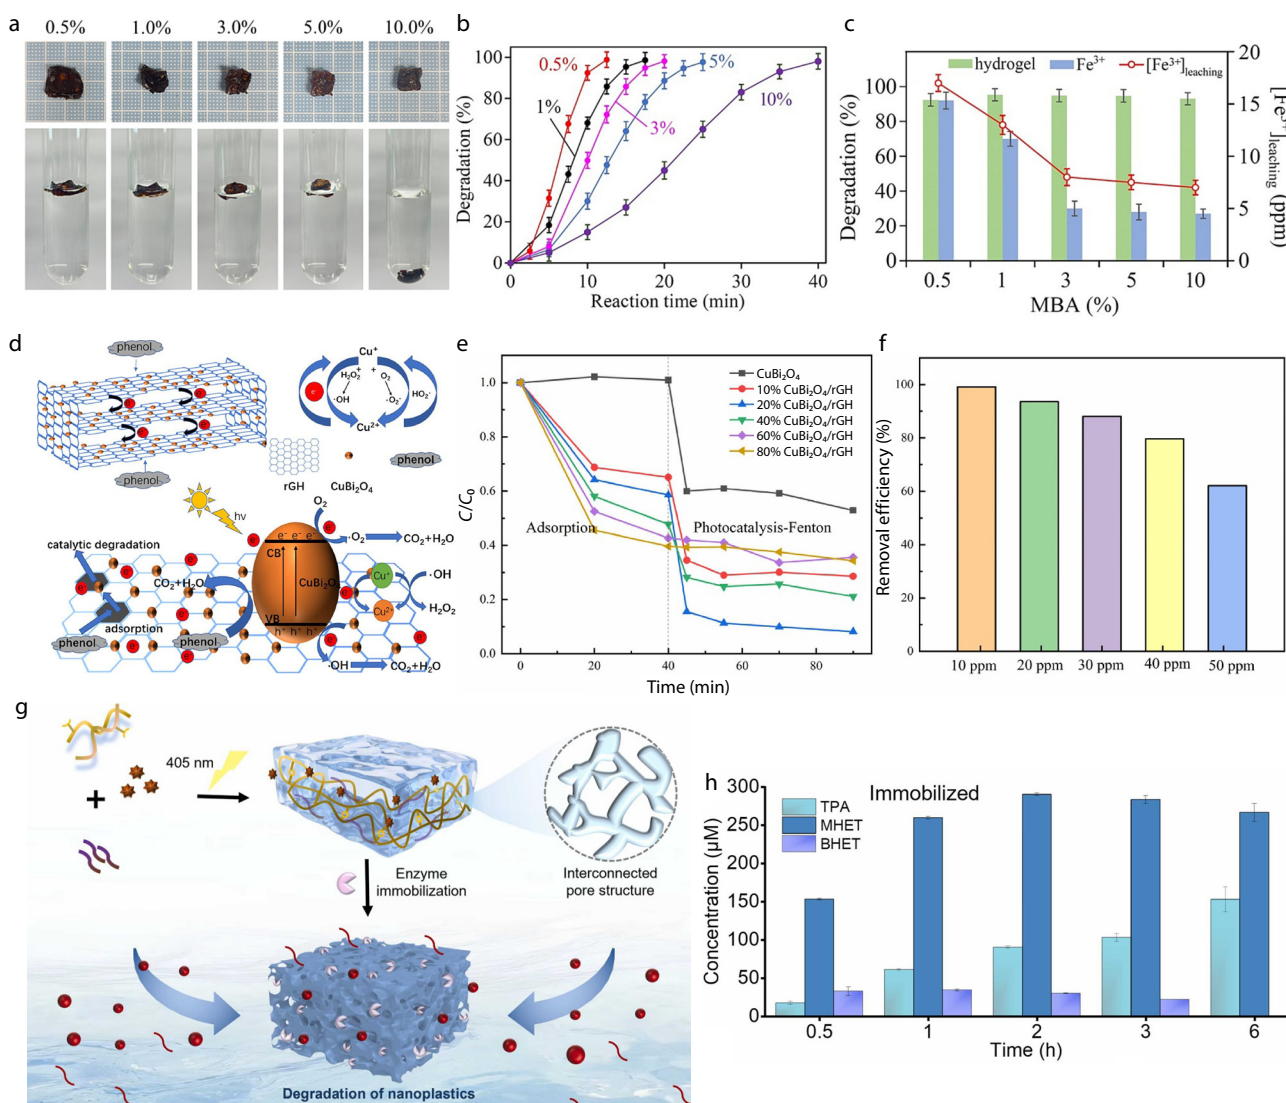 a
0.5%
1.0%
3.0%
5.0%
10.0%
b
Degradation (%)
100
80
60
40
20
0
0.5%
1%
3%
5%
10%
0
10
20
30
40
Reaction time (min)
c
Degradation (%)
100
80
60
40
20
0
hydrogel
Fe³⁺
[Fe³⁺]leaching
20
15
10
5
0
[Fe³⁺]leaching (ppm)
0.5
1
3
5
10
MBA (%)
d
phenol
e⁻
e⁻
e⁻
e⁻
phenol
Cu⁺
+
+
H₂O₂
O₂
e⁻
·OH
·O₂⁻
HO₂·
Cu²⁺
rGH
CuBi₂O₄
phenol
hν
O₂
e⁻
e⁻
e⁻ e⁻ e⁻
·O₂⁻
CO₂+H₂O
CB
catalytic degradation
e⁻
e⁻
CO₂+H₂O
CuBi₂O
Cu⁺
·OH
e⁻
Cu²⁺
H₂O₂
adsorption
VB
h⁺ h⁺ h⁺
phenol
phenol
·OH
CO₂+H₂O
e
C/C₀
1.0
0.8
0.6
0.4
0.2
0.0
CuBi₂O₄
10% CuBi₂O₄/rGH
20% CuBi₂O₄/rGH
40% CuBi₂O₄/rGH
60% CuBi₂O₄/rGH
80% CuBi₂O₄/rGH
Adsorption
Photocatalysis-Fenton
0
20
40
60
80
Time (min)
f
Removal efficiency (%)
100
80
60
40
20
0
10 ppm
20 ppm
30 ppm
40 ppm
50 ppm
g
405 nm
+
Enzyme
immobilization
Interconnected
pore structure
Degradation of nanoplastics
h
Concentration (μM)
300
250
200
150
100
50
0
TPA
MHET
BHET
Immobilized
0.5
1
2
3
6
Time (h)